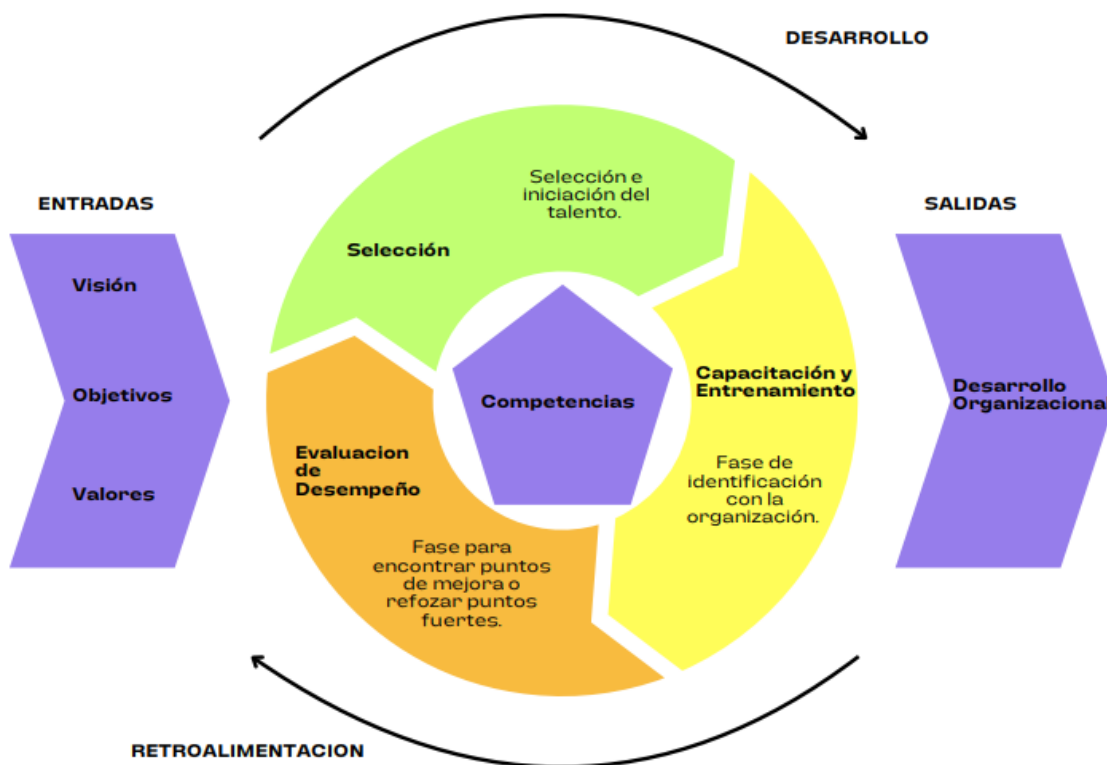 DESARROLLO
ENTRADAS
Visión
Objetivos
Valores
Selección e
iniciación del
talento.
Selección
Competencias
Capacitación y
Entrenamiento
Fase de
identificación
con la
organización.
Evaluacion
de
Desempeño
Fase para
encontrar puntos
de mejora o
refozar puntos
fuertes.
SALIDAS
Desarrollo
Organizacional
RETROALIMENTACION